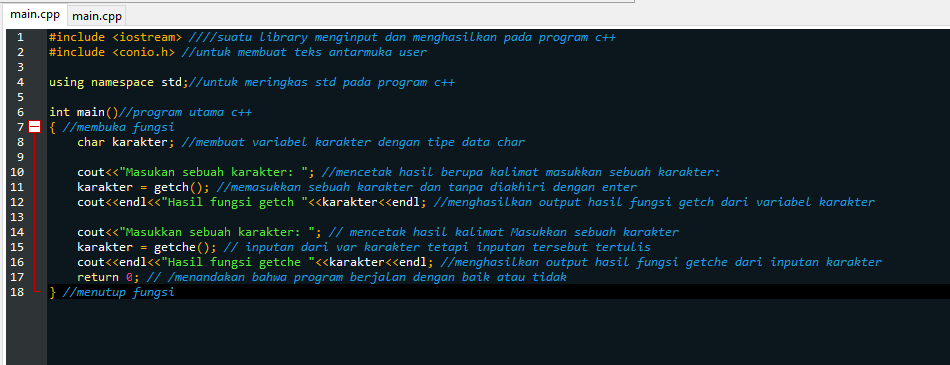 main.cpp main.cpp
1 #include <iostream> ////suatu library menginput dan menghasilkan pada program c++
2 #include <conio.h> //untuk membuat teks antarmuka user
3
4 using namespace std;//untuk meringkas std pada program c++
5
6 int main()//program utama c++
7 { //membuka fungsi
8 char karakter; //membuat variabel karakter dengan tipe data char
9
10 cout<<"Masukan sebuah karakter: "; //mencetak hasil berupa kalimat masukkan sebuah karakter:
11 karakter = getch(); //memasukkan sebuah karakter dan tanpa diakhiri dengan enter
12 cout<<endl<<"Hasil fungsi getch "<<karakter<<endl; //menghasilkan output hasil fungsi getch dari variabel karakter
13
14 cout<<"Masukkan sebuah karakter: "; // mencetak hasil kalimat Masukkan sebuah karakter
15 karakter = getche(); // inputan dari var karakter tetapi inputan tersebut tertulis
16 cout<<endl<<"Hasil fungsi getche "<<karakter<<endl; //menghasilkan output hasil fungsi getche dari inputan karakter
17 return 0; // /menandakan bahwa program berjalan dengan baik atau tidak
18 } //menutup fungsi